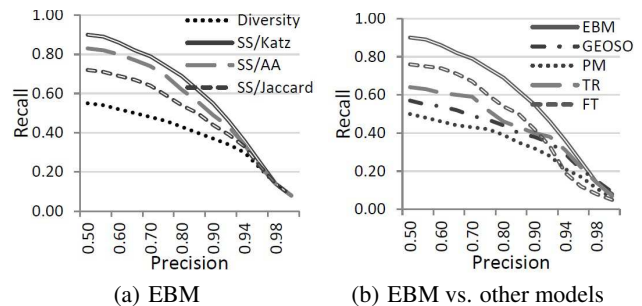 1.00
0.80
0.60
0.40
0.20
0.00
Recall
0.50
0.60
0.70
0.80
0.90
0.94
0.98
Precision
Diversity
SS/Katz
SS/AA
SS/Jaccard
(a) EBM
1.00
0.80
0.60
0.40
0.20
0.00
Recall
0.50
0.60
0.70
0.80
0.90
0.94
0.98
Precision
EBM
GEOSO
PM
TR
FT
(b) EBM vs. other models